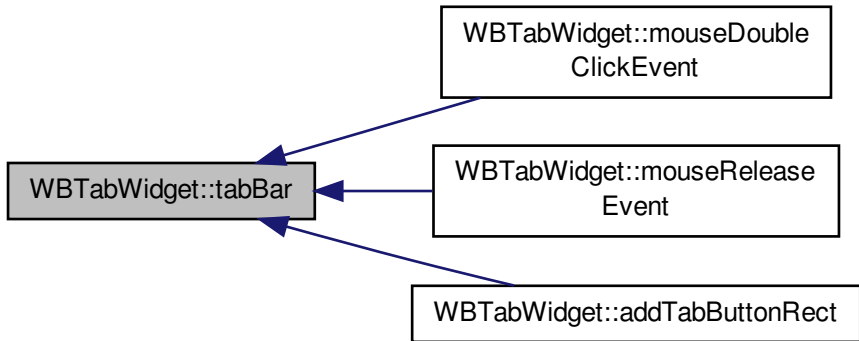 WBTabWidget::mouseDouble
ClickEvent
WBTabWidget::tabBar
WBTabWidget::mouseRelease
Event
WBTabWidget::addTabButtonRect